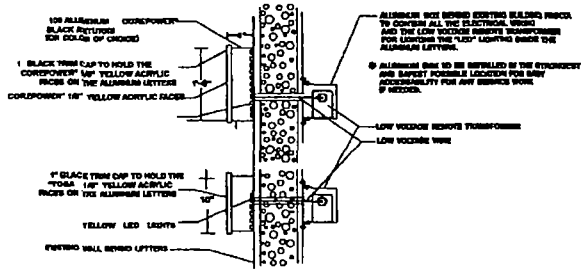 .100 ALUMINUM "COREPOWER"
BLACK RETURNS
(OR COLOR OF CHOICE)
1" BLACK TRIM CAP TO HOLD THE
"COREPOWER" 1/8" YELLOW ACRYLIC
FACES ON THE ALUMINUM LETTERS
COREPOWER 1/8" YELLOW ACRYLIC FACES
1" BLACK TRIM CAP TO HOLD THE
"YOGA" 1/8" YELLOW ACRYLIC
FACES ON THE ALUMINUM LETTERS
10"
YELLOW LED LIGHTS
EXISTING WALL BEHIND LETTERS
ALUMINUM BOX BEHIND EXISTING BUILDING FASCIA
TO CONTAIN ALL THE ELECTRICAL WIRING
AND THE LOW VOLTAGE REMOTE TRANSFORMER
FOR LIGHTING THE "LED" LIGHTING INSIDE THE
ALUMINUM LETTERS.
ALUMINUM BOX TO BE INSTALLED IN THE STRONGEST
AND SAFEST POSSIBLE LOCATION FOR EASY
ACCESSIBILITY FOR ANY SERVICE WORK
IF NEEDED.
LOW VOLTAGE REMOTE TRANSFORMER
LOW VOLTAGE WIRE